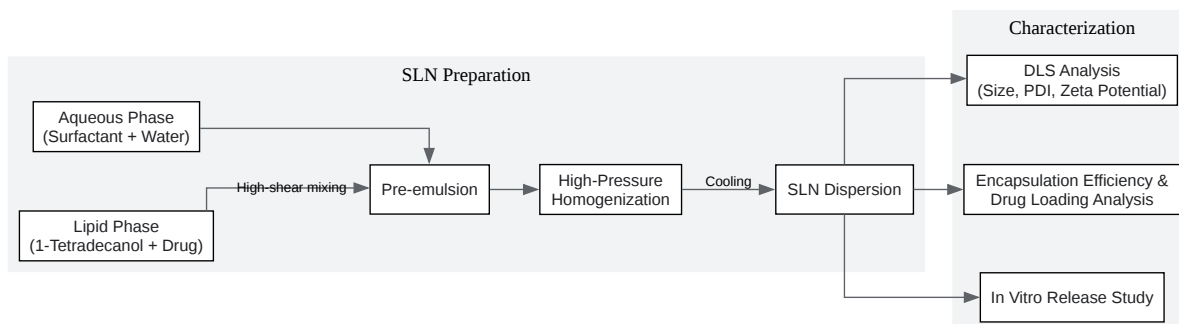 Characterization
SLN Preparation
DLS Analysis
(Size, PDI, Zeta Potential)
Aqueous Phase
(Surfactant + Water)
High-shear mixing
Pre-emulsion
High-Pressure
Homogenization
Cooling
SLN Dispersion
Encapsulation Efficiency &
Drug Loading Analysis
Lipid Phase
(1-Tetradecanol + Drug)
In Vitro Release Study